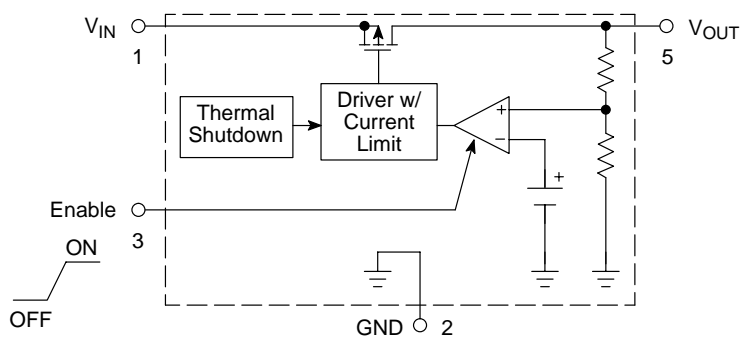 VIN
1
5
VOUT
Thermal
Shutdown
Driver w/
Current
Limit
+
−
+
Enable
3
ON
OFF
GND
2